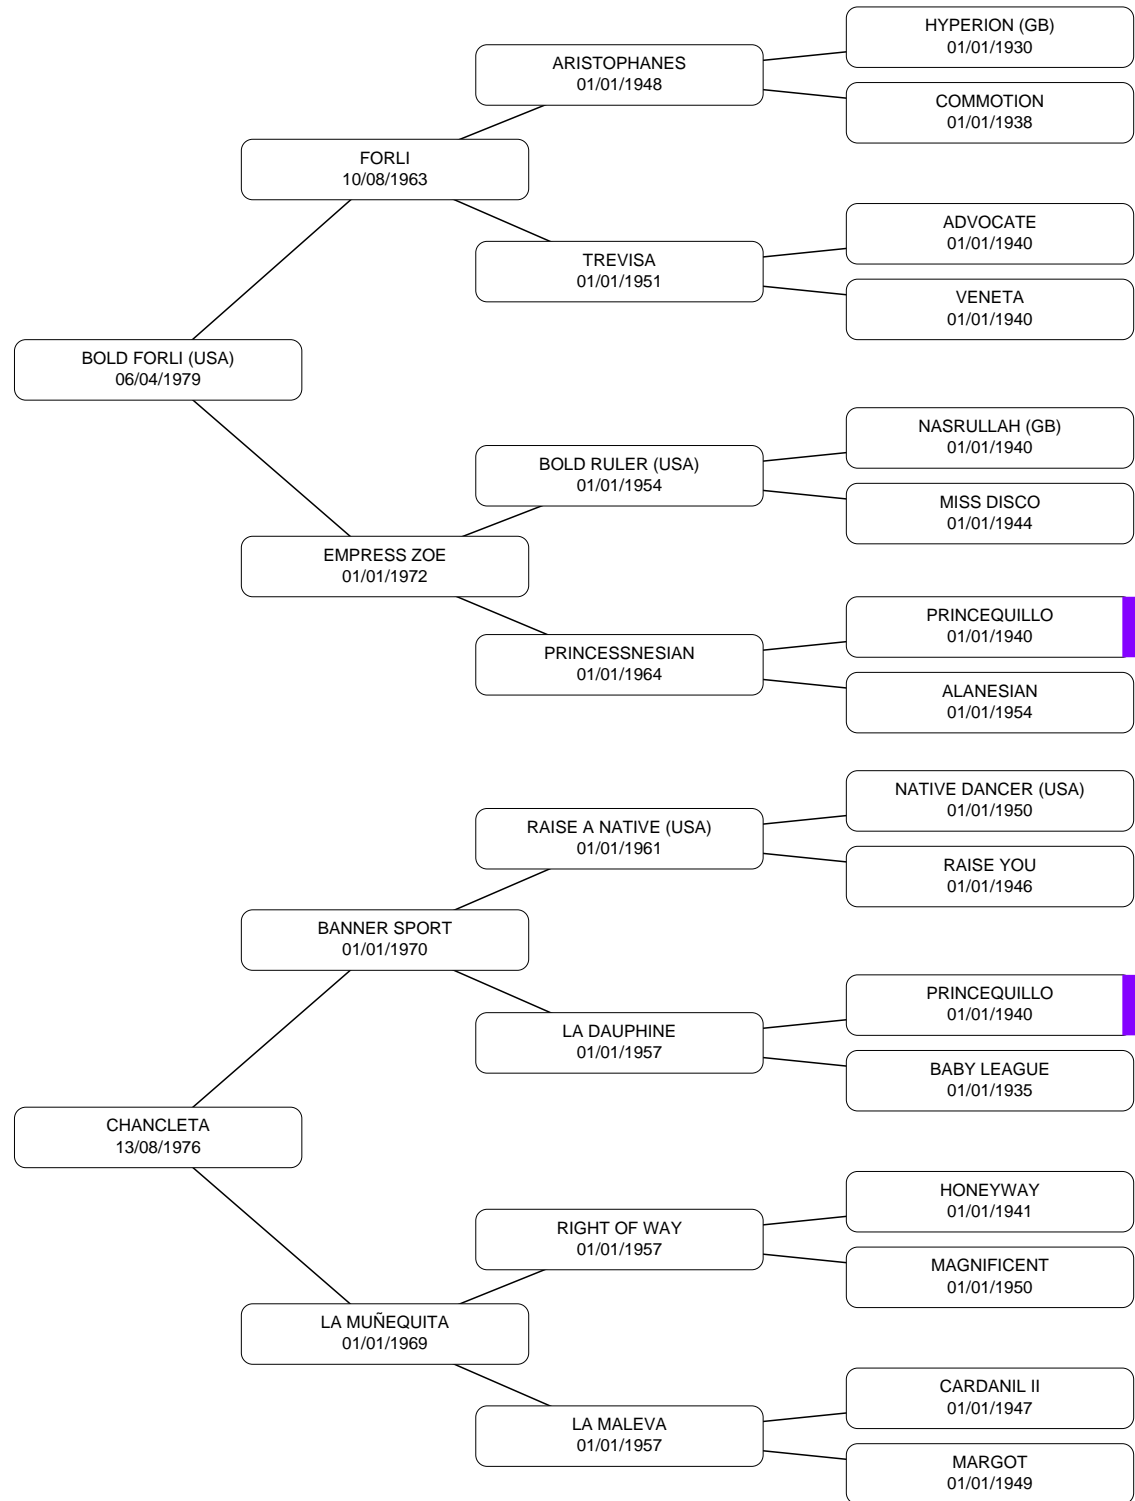 HYPERION (GB)
01/01/1930
ARISTOPHANES
01/01/1948
COMMOTION
01/01/1938
FORLI
10/08/1963
ADVOCATE
01/01/1940
TREVISA
01/01/1951
VENETA
01/01/1940
BOLD FORLI (USA)
06/04/1979
NASRULLAH (GB)
01/01/1940
BOLD RULER (USA)
01/01/1954
MISS DISCO
01/01/1944
EMPRESS ZOE
01/01/1972
PRINCEQUILLO
01/01/1940
PRINCESSNESIAN
01/01/1964
ALANESIAN
01/01/1954
NATIVE DANCER (USA)
01/01/1950
RAISE A NATIVE (USA)
01/01/1961
RAISE YOU
01/01/1946
BANNER SPORT
01/01/1970
PRINCEQUILLO
01/01/1940
LA DAUPHINE
01/01/1957
BABY LEAGUE
01/01/1935
CHANCLETA
13/08/1976
HONEYWAY
01/01/1941
RIGHT OF WAY
01/01/1957
MAGNIFICENT
01/01/1950
LA MUÑEQUITA
01/01/1969
CARDANIL II
01/01/1947
LA MALEVA
01/01/1957
MARGOT
01/01/1949